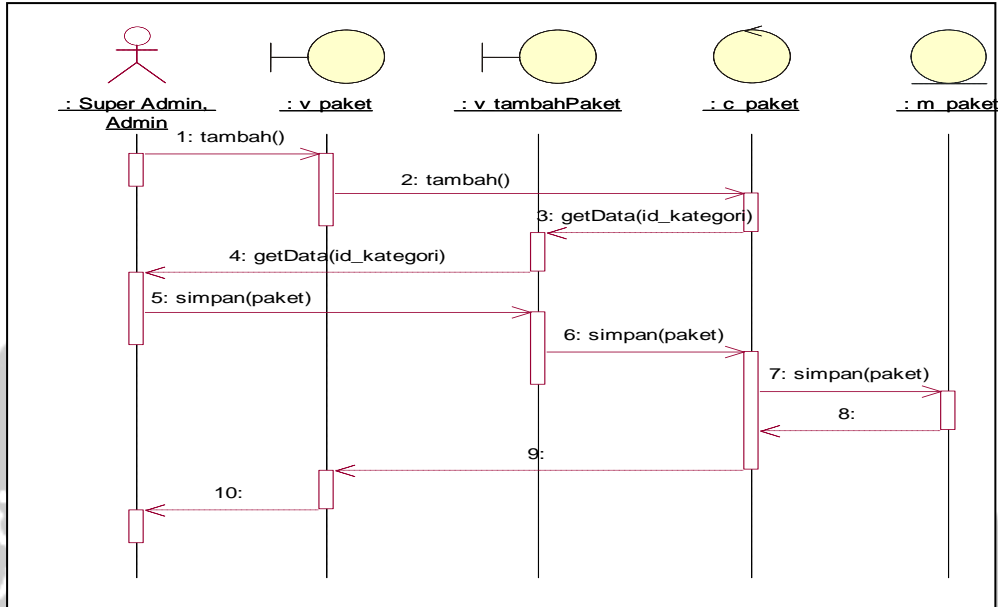 : Super Admin,
Admin
: v_paket
: v_tambahPaket
: c_paket
: m_paket
1: tambah()
2: tambah()
3: getData(id_kategori)
4: getData(id_kategori)
5: simpan(paket)
6: simpan(paket)
7: simpan(paket)
8:
9:
10: